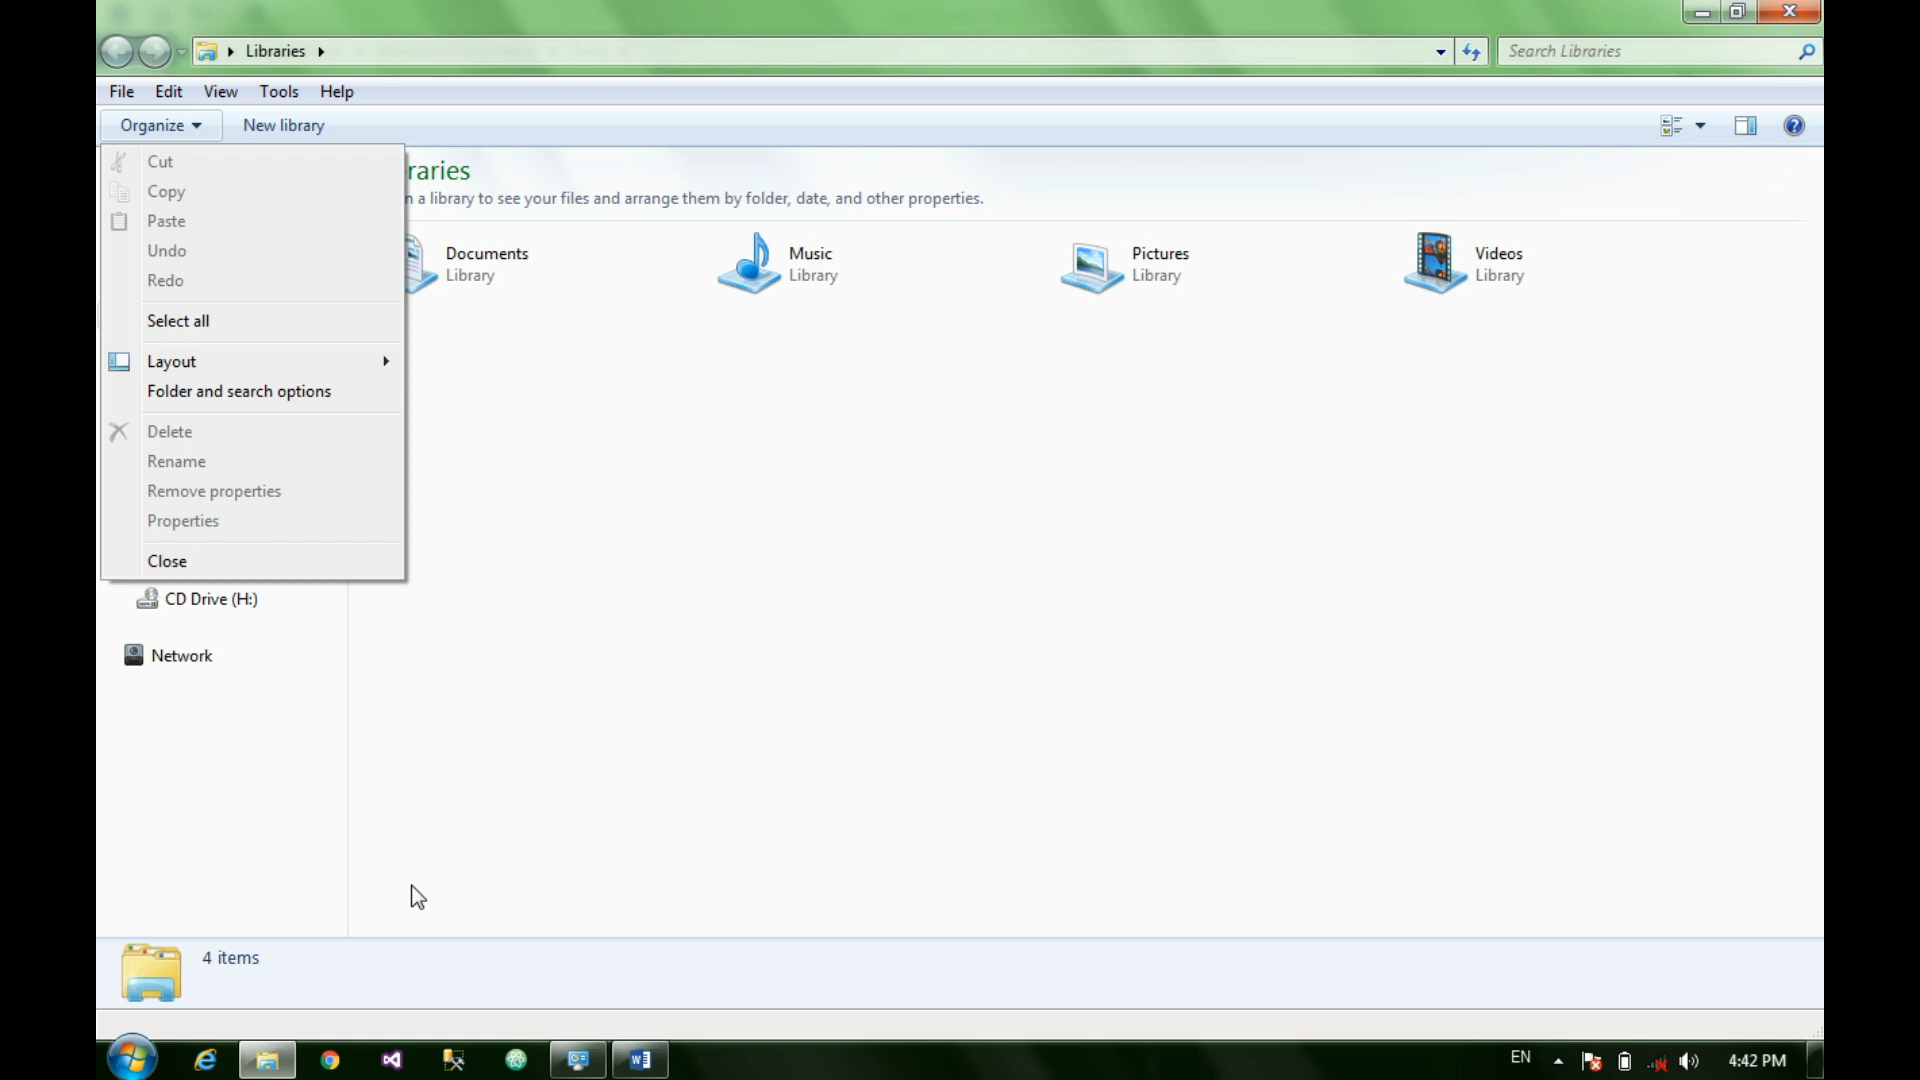 Libraries
Search Libraries
File Edit View Tools Help
Organize New library
Cut
Copy
Paste
Undo
Redo
Select all
Layout
Folder and search options
Delete
Rename
Remove properties
Properties
Close
raries
n a library to see your files and arrange them by folder, date, and other properties.
Documents
Library
Music
Library
Pictures
Library
Videos
Library
CD Drive (H:)
Network
4 items
EN
4:42 PM